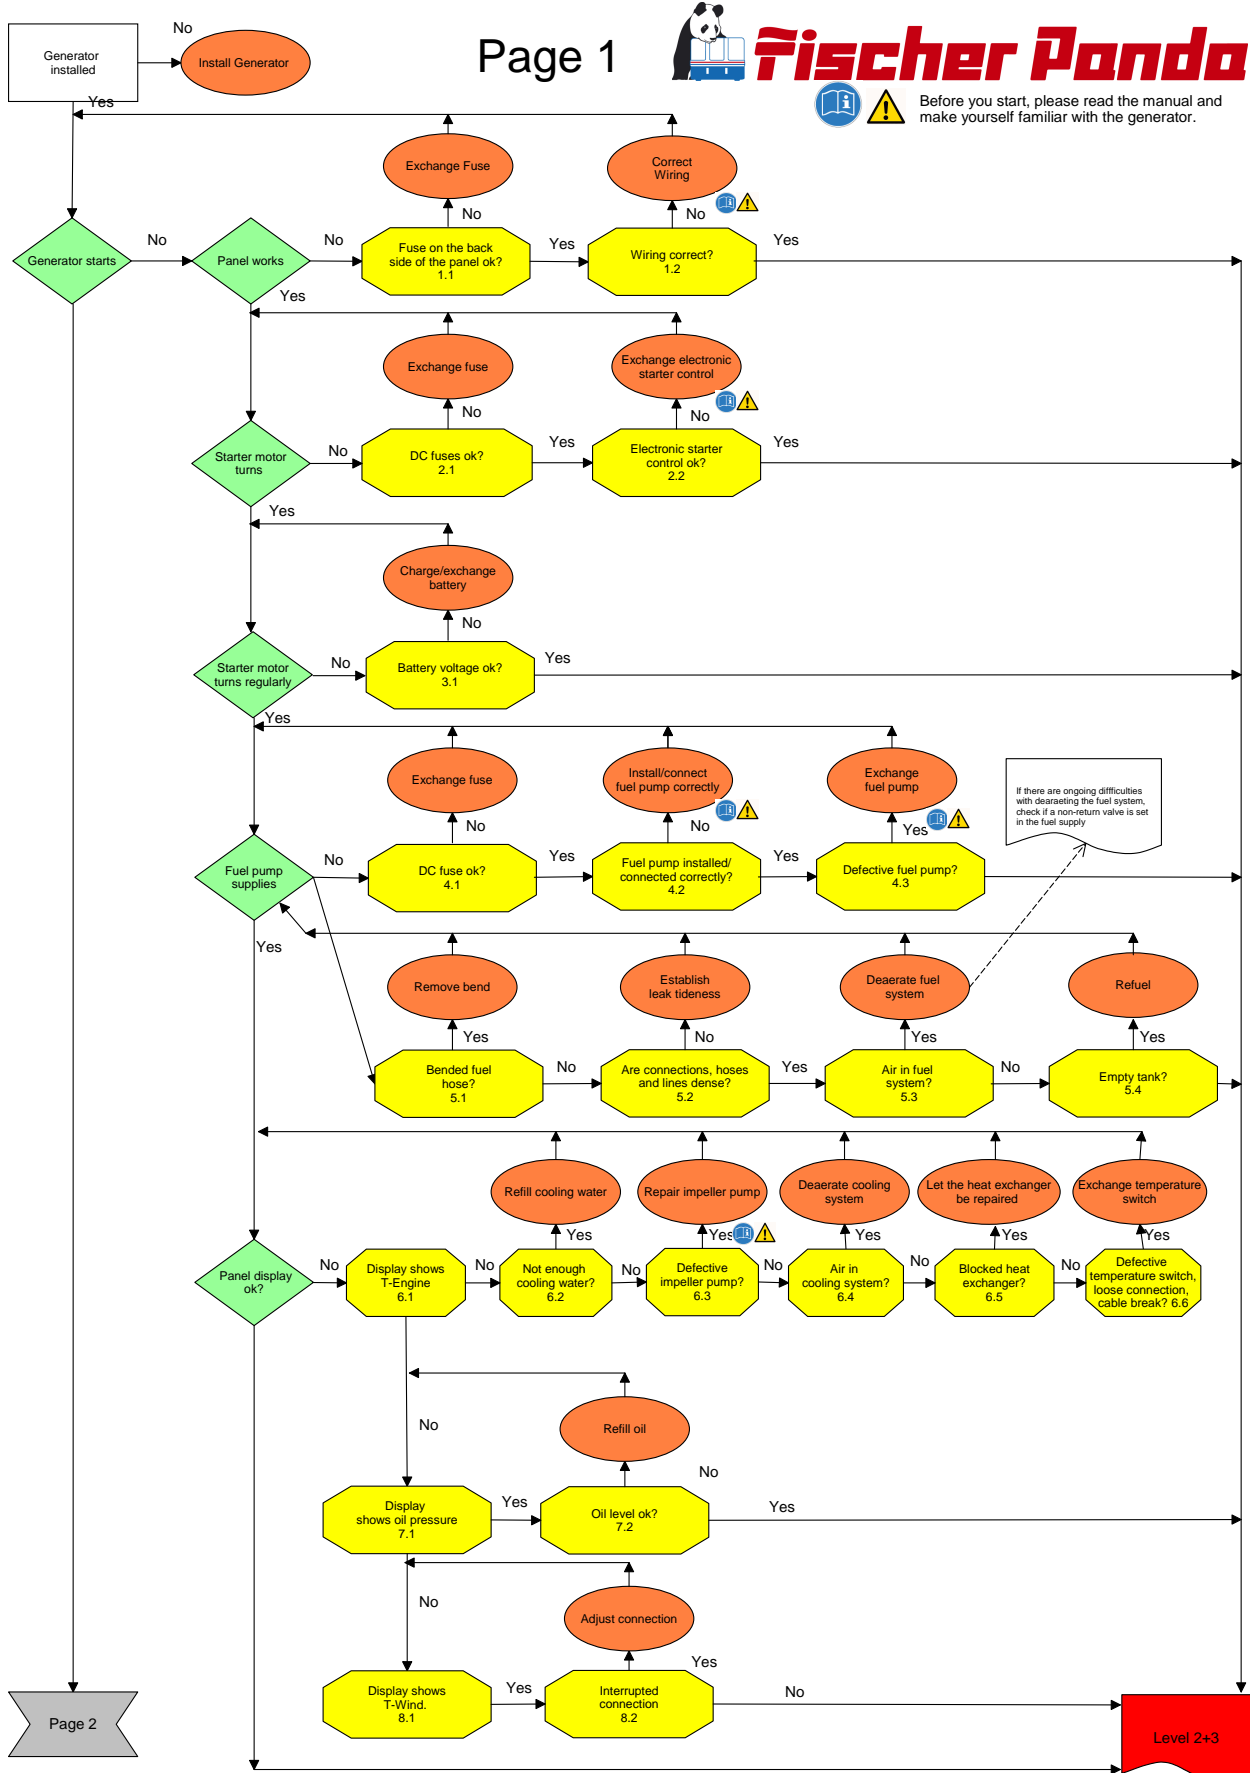 Page 1
Fischer Panda
Before you start, please read the manual and
make yourself familiar with the generator.
Generator
installed
No
Install Generator
Yes
Exchange Fuse
Correct
Wiring
No
No
Generator starts
No
Panel works
No
Fuse on the back
side of the panel ok?
1.1
Yes
Wiring correct?
1.2
Yes
Yes
Exchange fuse
Exchange electronic
starter control
No
No
Starter motor
turns
No
DC fuses ok?
2.1
Yes
Electronic starter
control ok?
2.2
Yes
Yes
Charge/exchange
battery
No
Starter motor
turns regularly
No
Battery voltage ok?
3.1
Yes
Yes
Exchange fuse
Install/connect
fuel pump correctly
Exchange
fuel pump
If there are ongoing diffficulties
with dearaeting the fuel system,
check if a non-return valve is set
in the fuel supply
No
No
Yes
Fuel pump
supplies
No
DC fuse ok?
4.1
Yes
Fuel pump installed/
connected correctly?
4.2
Yes
Defective fuel pump?
4.3
Yes
Remove bend
Establish
leak tideness
Deaerate fuel
system
Refuel
Yes
No
Yes
Yes
Bended fuel
hose?
5.1
No
Are connections, hoses
and lines dense?
5.2
Yes
Air in fuel
system?
5.3
No
Empty tank?
5.4
Refill cooling water
Repair impeller pump
Deaerate cooling
system
Let the heat exchanger
be repaired
Exchange temperature
switch
Yes
Yes
Yes
Yes
Yes
Panel display
ok?
No
Display shows
T-Engine
6.1
No
Not enough
cooling water?
6.2
No
Defective
impeller pump?
6.3
No
Air in
cooling system?
6.4
No
Blocked heat
exchanger?
6.5
No
Defective
temperature switch,
loose connection,
cable break? 6.6
No
Refill oil
No
Display
shows oil pressure
7.1
Yes
Oil level ok?
7.2
Yes
No
Adjust connection
Yes
Display shows
T-Wind.
8.1
Yes
Interrupted
connection
8.2
No
Page 2
Level 2+3